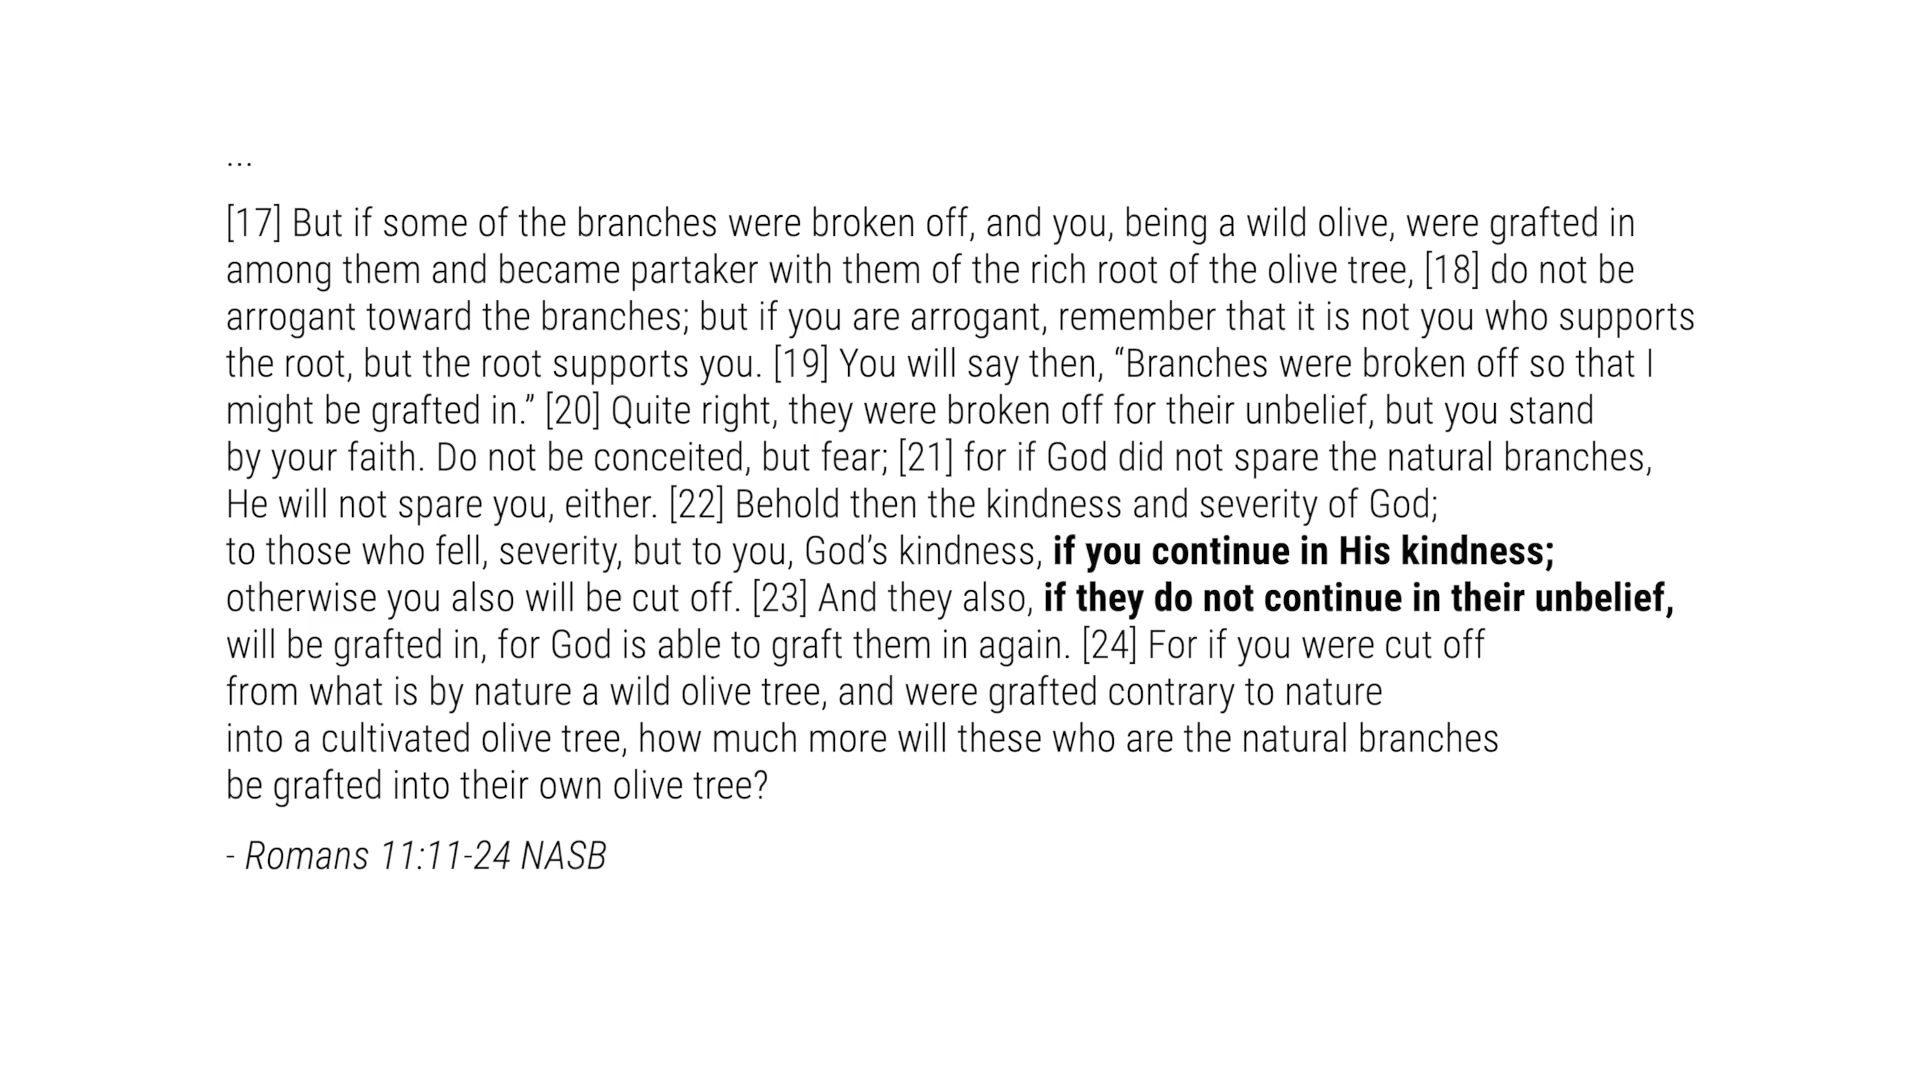 ...
[17] But if some of the branches were broken off, and you, being a wild olive, were grafted in
among them and became partaker with them of the rich root of the olive tree, [18] do not be
arrogant toward the branches; but if you are arrogant, remember that it is not you who supports
the root, but the root supports you. [19] You will say then, “Branches were broken off so that I
might be grafted in.” [20] Quite right, they were broken off for their unbelief, but you stand
by your faith. Do not be conceited, but fear; [21] for if God did not spare the natural branches,
He will not spare you, either. [22] Behold then the kindness and severity of God;
to those who fell, severity, but to you, God’s kindness, if you continue in His kindness;
otherwise you also will be cut off. [23] And they also, if they do not continue in their unbelief,
will be grafted in, for God is able to graft them in again. [24] For if you were cut off
from what is by nature a wild olive tree, and were grafted contrary to nature
into a cultivated olive tree, how much more will these who are the natural branches
be grafted into their own olive tree?
- Romans 11:11-24 NASB